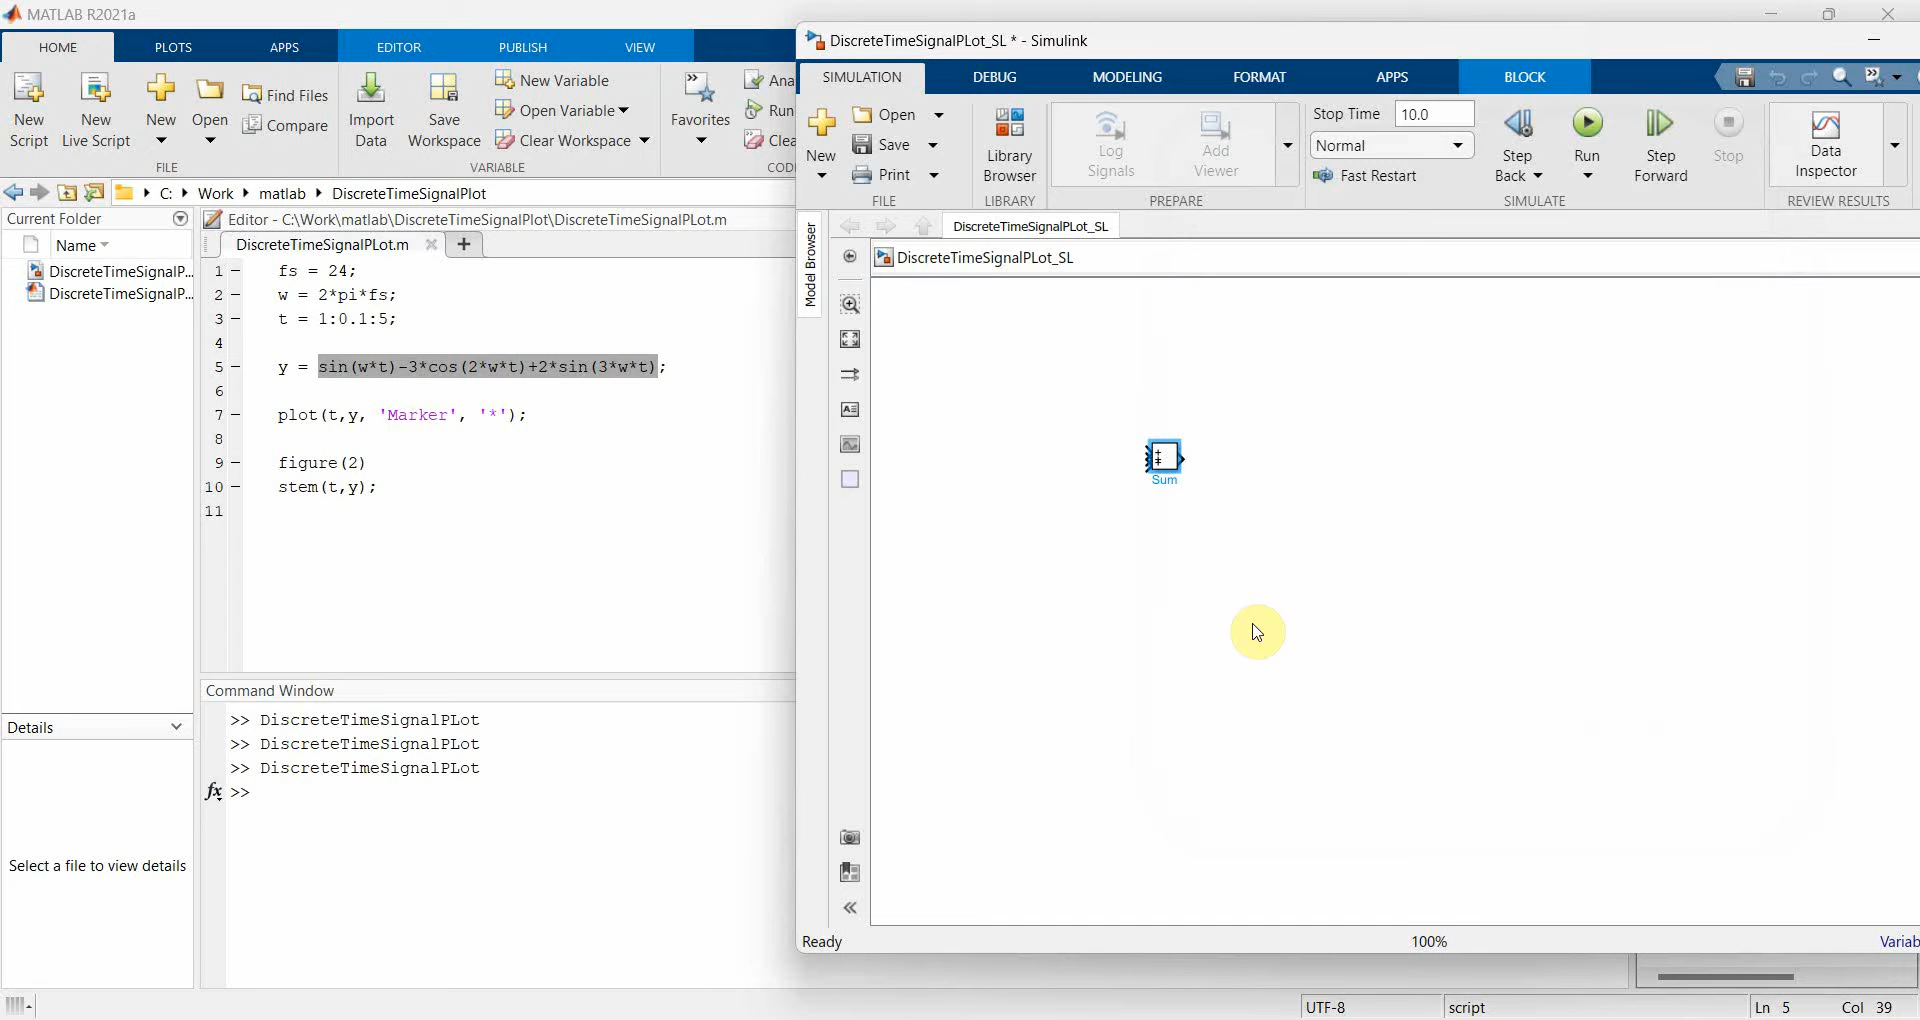 MATLAB R2021a
HOME PLOTS APPS EDITOR PUBLISH VIEW
New Script
New Live Script
New
Open
Find Files
Compare
FILE
Import Data
Save Workspace
New Variable
Open Variable
Clear Workspace
VARIABLE
Favorites
Ana
Run
Clea
COD
C: Work matlab DiscreteTimeSignalPlot
Current Folder
Name
DiscreteTimeSignalP...
DiscreteTimeSignalP...
Details
Select a file to view details
Editor - C:\Work\matlab\DiscreteTimeSignalPlot\DiscreteTimeSignalPLot.m
DiscreteTimeSignalPLot.m
1 fs = 24;
2 w = 2*pi*fs;
3 t = 1:0.1:5;
4
5 y = sin(w*t)-3*cos(2*w*t)+2*sin(3*w*t);
6
7 plot(t,y, 'Marker', '*');
8
9 figure(2)
10 stem(t,y);
11
Command Window
>> DiscreteTimeSignalPLot
>> DiscreteTimeSignalPLot
>> DiscreteTimeSignalPLot
fx >>
DiscreteTimeSignalPLot_SL * - Simulink
SIMULATION DEBUG MODELING FORMAT APPS BLOCK
New
Open
Save
Print
FILE
Library Browser
LIBRARY
Log Signals
Add Viewer
PREPARE
Stop Time 10.0
Normal
Fast Restart
Step Back
Run
Step Forward
Stop
SIMULATE
Data Inspector
REVIEW RESULTS
Model Browser
DiscreteTimeSignalPLot_SL
DiscreteTimeSignalPLot_SL
Sum
Ready 100% Variab
UTF-8 script Ln 5 Col 39